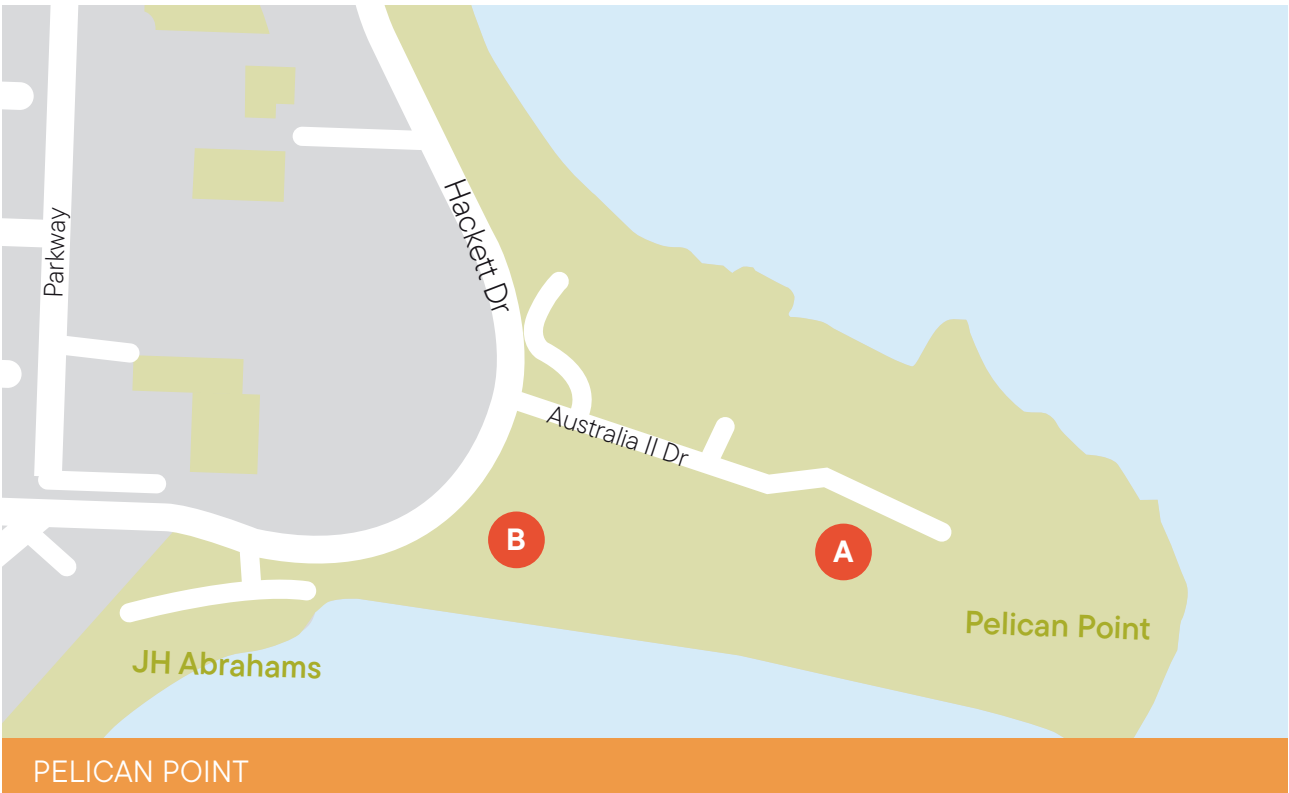 Parkway
Hackett Dr
Australia II Dr
B
A
Pelican Point
JH Abrahams
PELICAN POINT